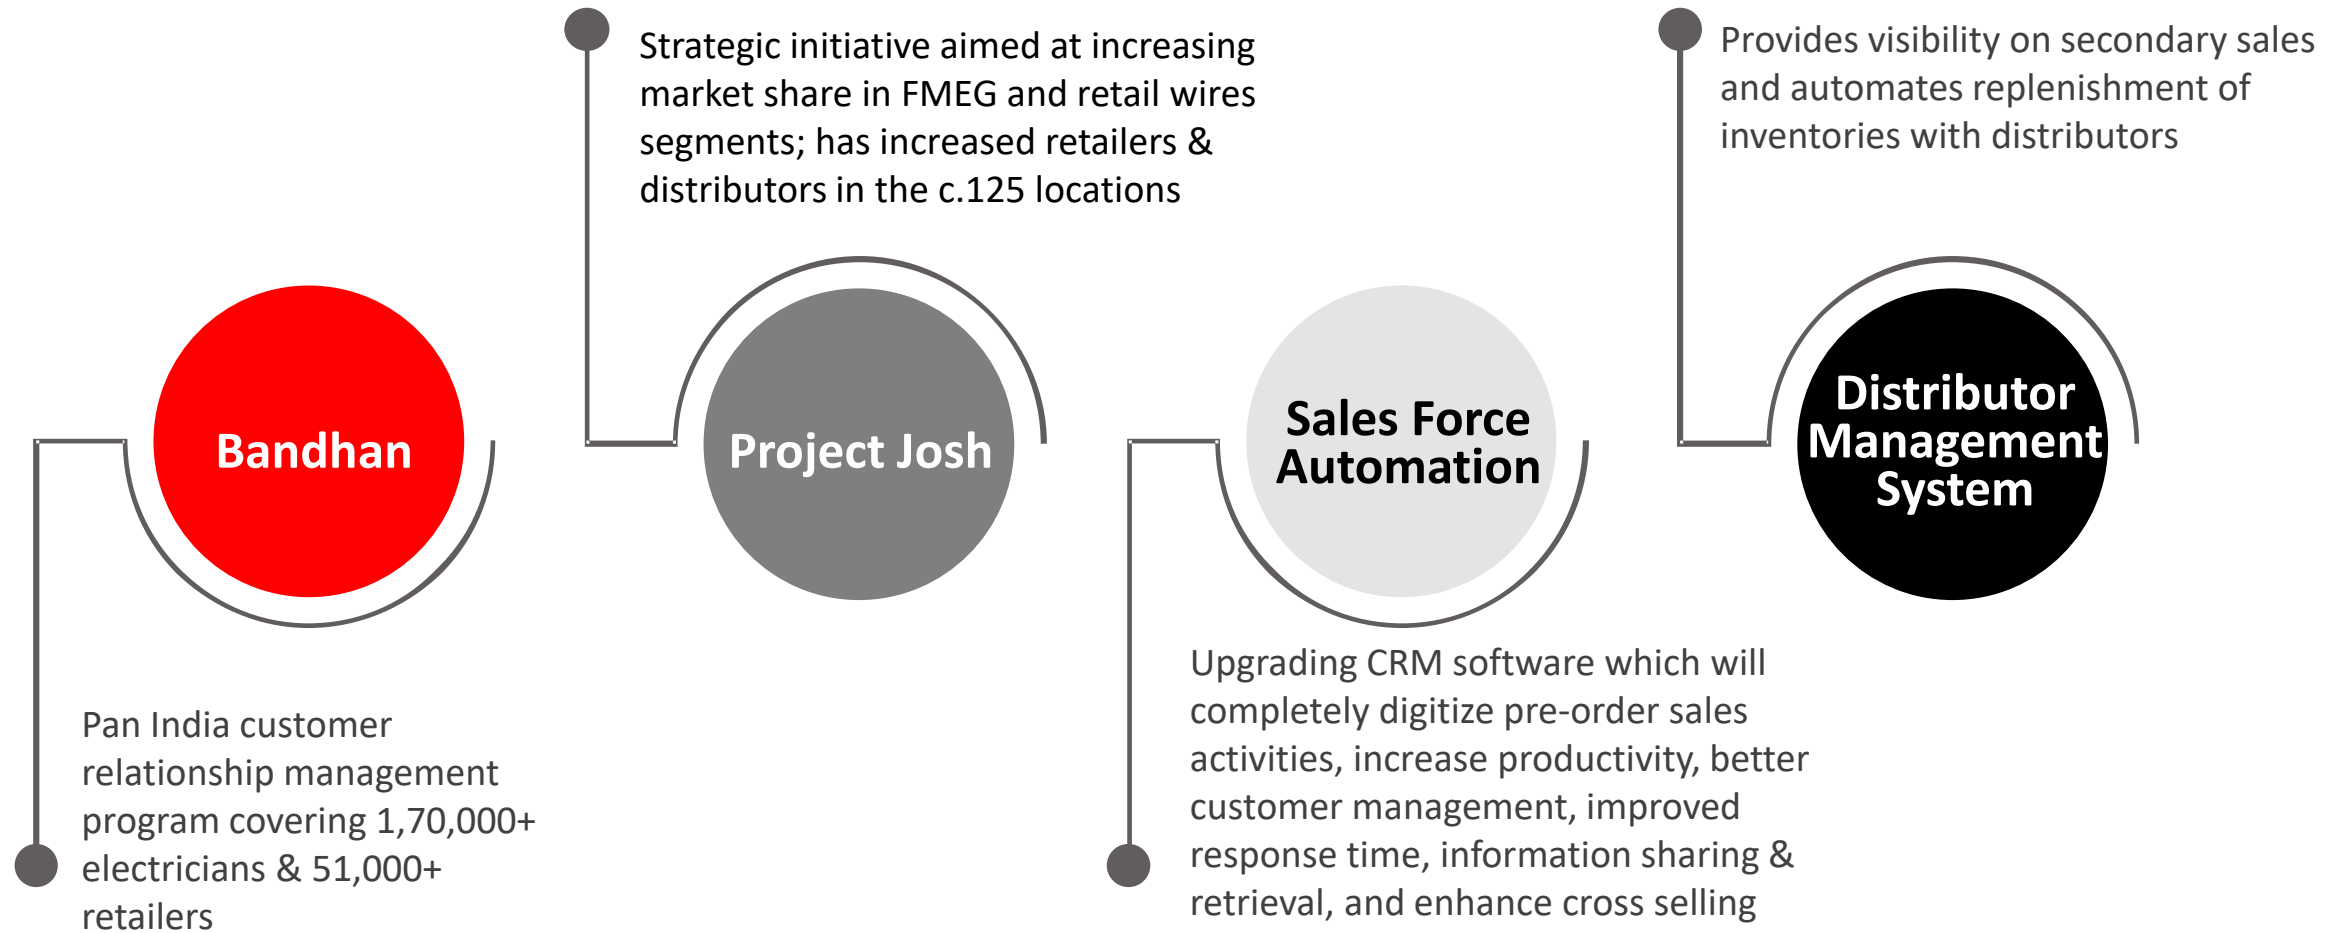 Strategic initiative aimed at increasing
market share in FMEG and retail wires
segments; has increased retailers &
distributors in the c.125 locations
Provides visibility on secondary sales
and automates replenishment of
inventories with distributors
Bandhan
Project Josh
Sales Force
Automation
Distributor
Management
System
Pan India customer
relationship management
program covering 1,70,000+
electricians & 51,000+
retailers
Upgrading CRM software which will
completely digitize pre-order sales
activities, increase productivity, better
customer management, improved
response time, information sharing &
retrieval, and enhance cross selling